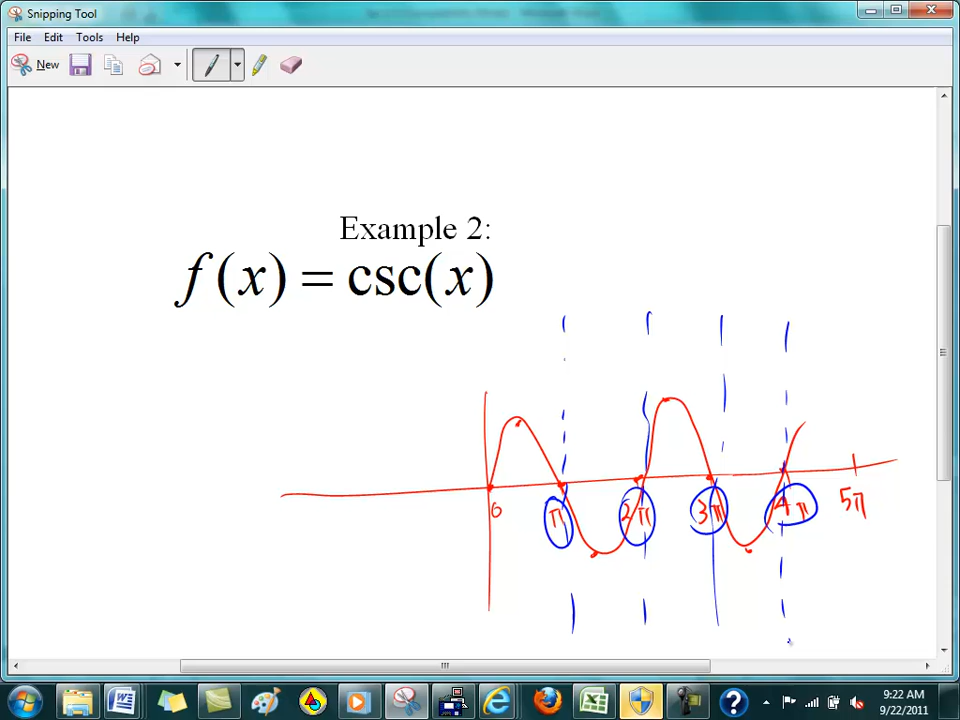 Snipping Tool
File Edit Tools Help
New
Example 2:
f(x) = csc(x)
0 π 2π 3π 4π 5π
9:22 AM
9/22/2011